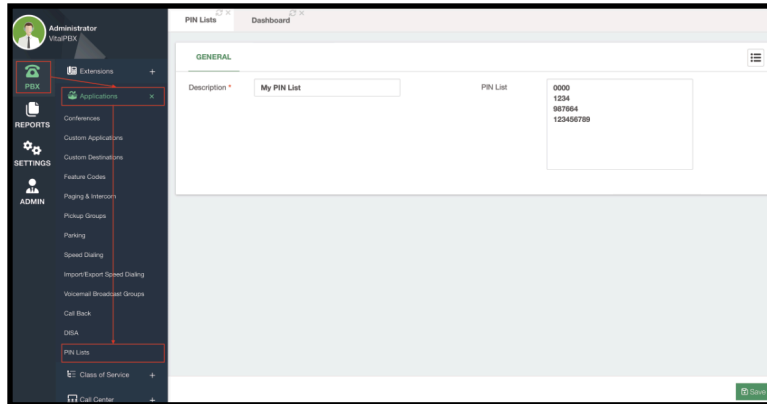 Administrator
VitalPBX
PBX
REPORTS
SETTINGS
ADMIN
Extensions +
Applications ×
Conferences
Custom Applications
Custom Destinations
Feature Codes
Paging & Intercom
Pickup Groups
Parking
Speed Dialing
Import/Export Speed Dialing
Voicemail Broadcast Groups
Call Back
DISA
PIN Lists
Class of Service +
Call Center +
PIN Lists
Dashboard
GENERAL
Description * My PIN List
PIN List
0000
1234
987664
123456789
Save